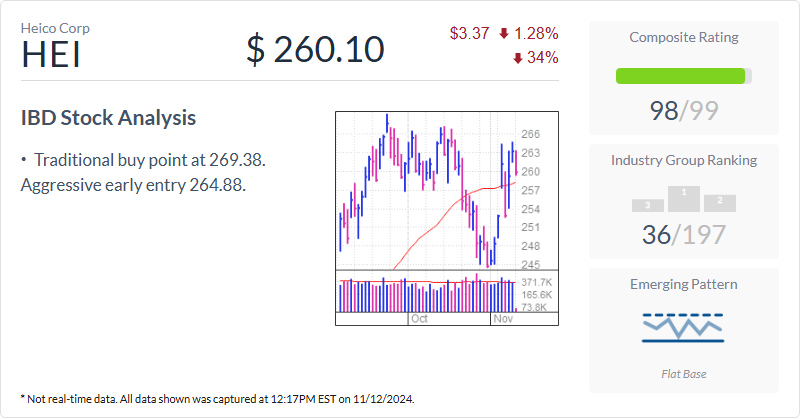 Heico Corp
HEI
$ 260.10
$3.37 1.28%
34%
IBD Stock Analysis
• Traditional buy point at 269.38.
Aggressive early entry 264.88.
266
263
260
257
254
251
248
245
371.7K
165.6K
73.8K
Oct Nov
Composite Rating
98/99
Industry Group Ranking
3 1 2
36/197
Emerging Pattern
Flat Base
* Not real-time data. All data shown was captured at 12:17PM EST on 11/12/2024.